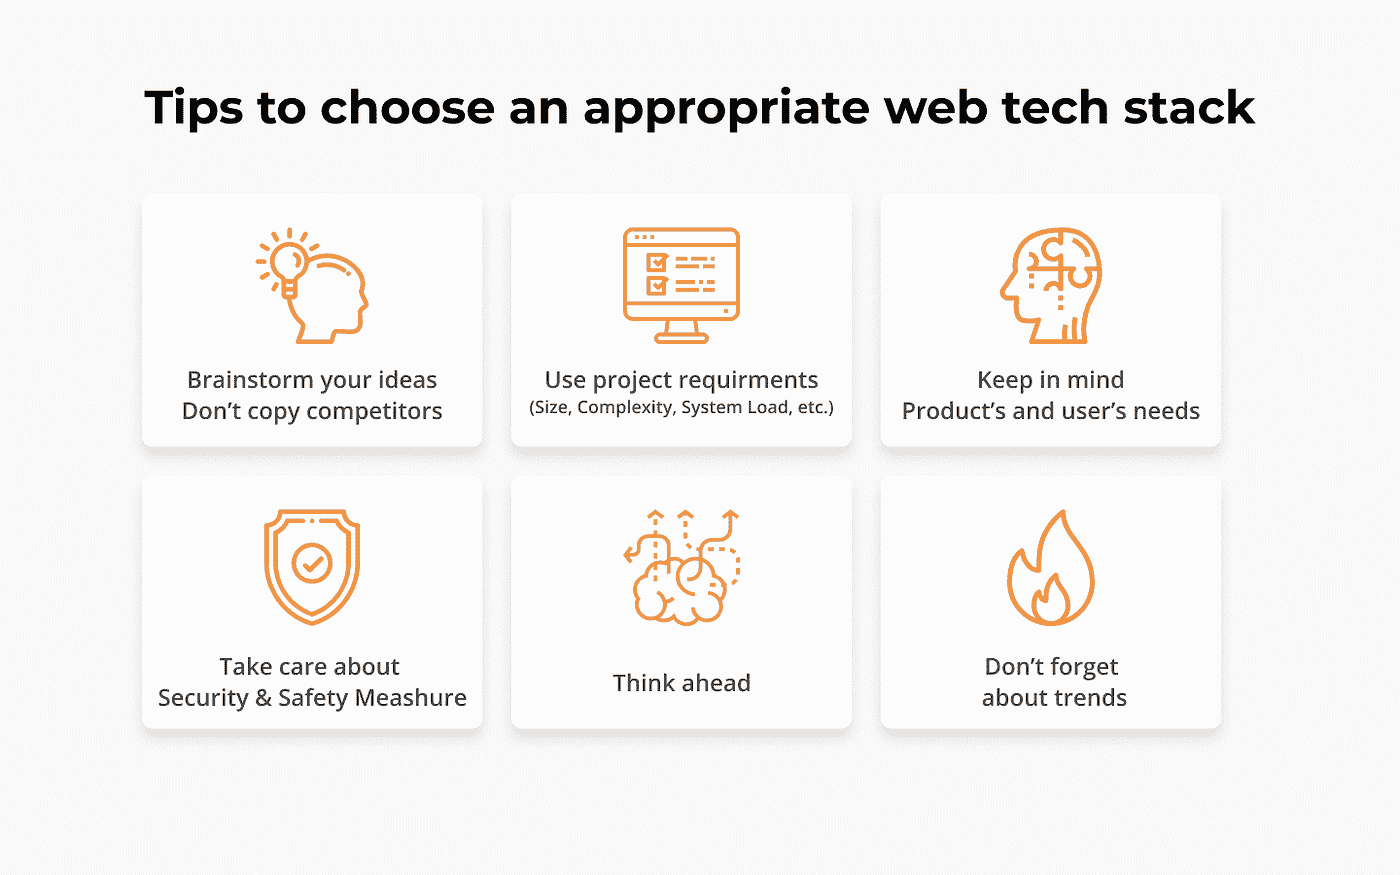 Tips to choose an appropriate web tech stack
Brainstorm your ideas
Don’t copy competitors
Use project requirments
(Size, Complexity, System Load, etc.)
Keep in mind
Product’s and user’s needs
Take care about
Security & Safety Meashure
Think ahead
Don’t forget
about trends